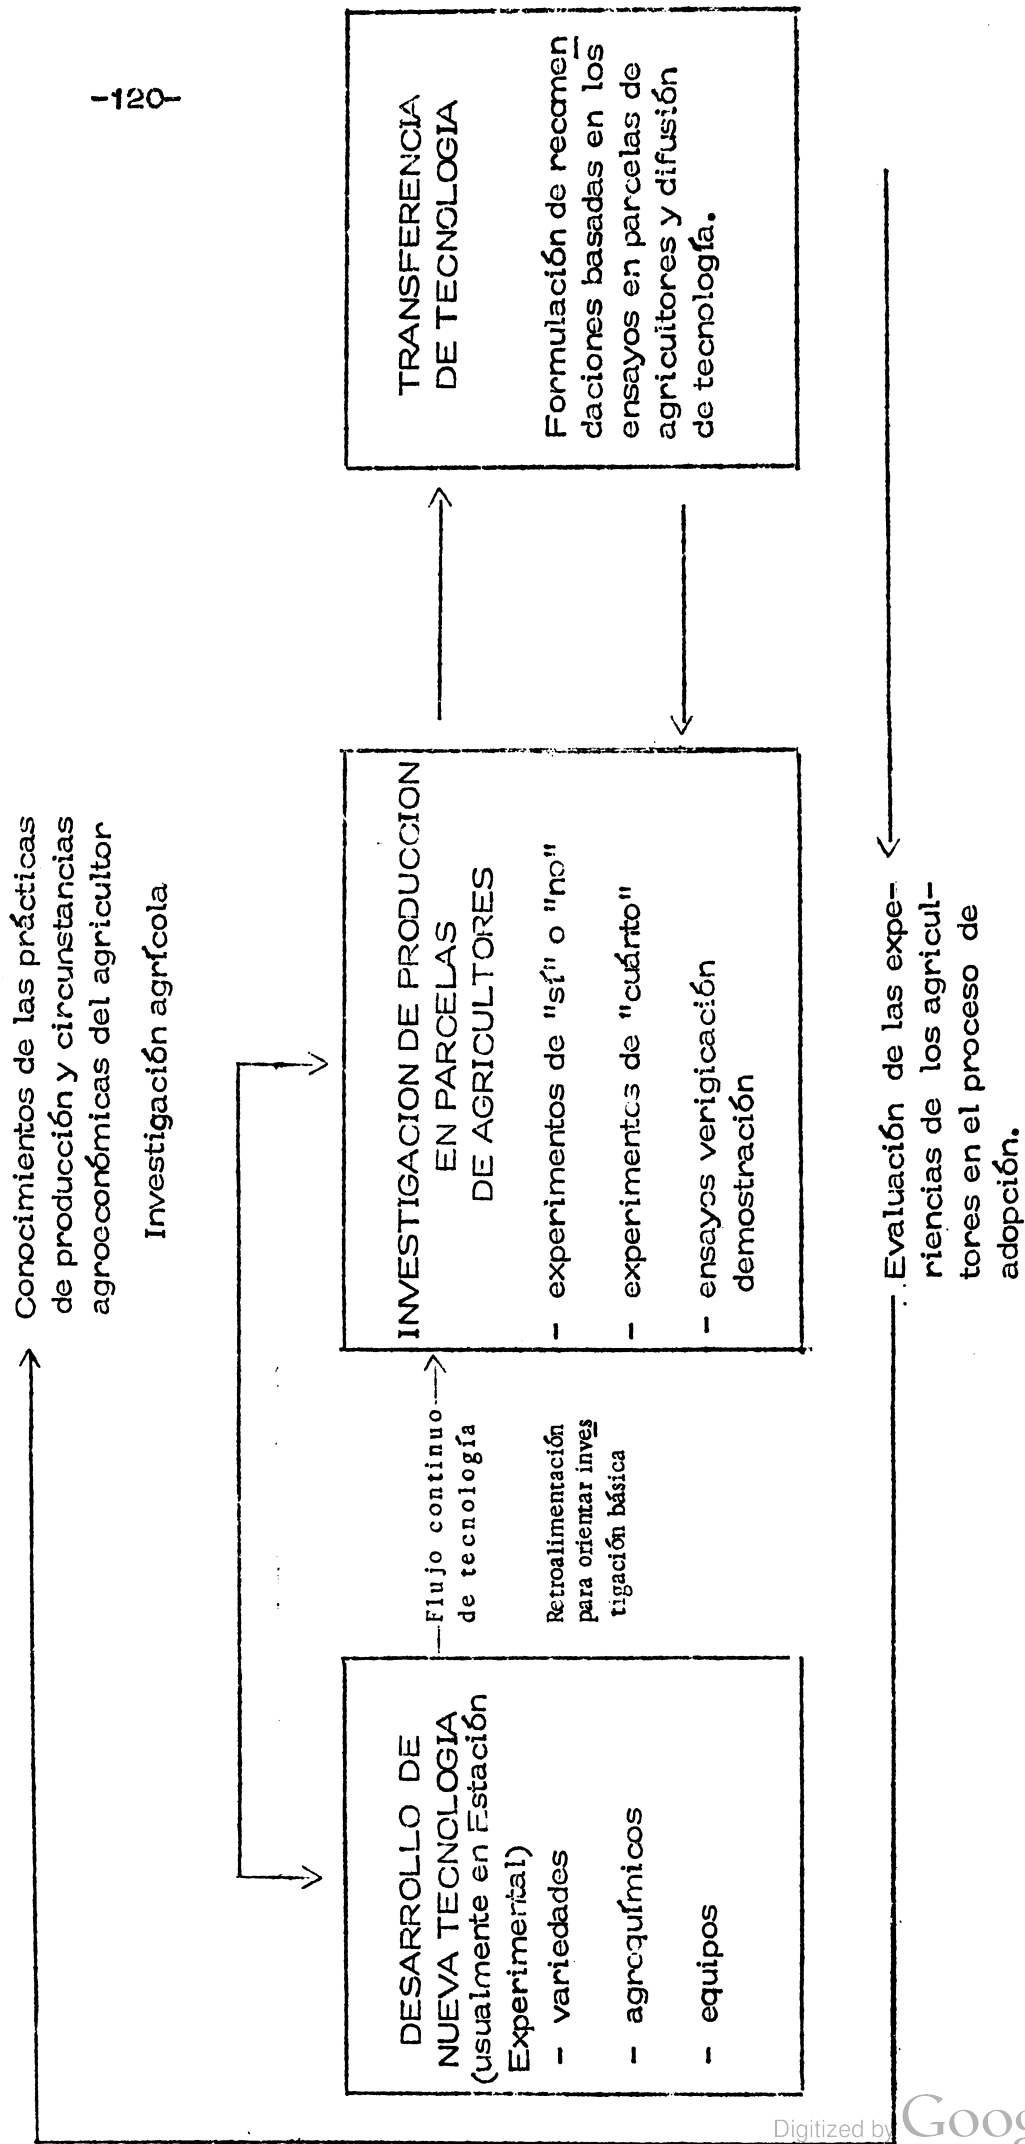 -120-
Conocimientos de las prácticas
de producción y circunstancias
agroeconómicas del agricultor
Investigación agrícola
DESARROLLO DE
NUEVA TECNOLOGIA
(usualmente en Estación
Experimental)
- variedades
- agroquímicos
- equipos
Flujo continuo
de tecnología
Retroalimentación
para orientar inves
tigación básica
INVESTIGACION DE PRODUCCION
EN PARCELAS
DE AGRICULTORES
- experimentos de "sí" o "no"
- experimentos de "cuánto"
- ensayos verigicación
demostración
TRANSFERENCIA
DE TECNOLOGIA
Formulación de recomen
daciones basadas en los
ensayos en parcelas de
agricuitores y difusión
de tecnología.
Evaluación de las expe-
riencias de los agricul-
tores en el proceso de
adopción.
Digitized by Goog